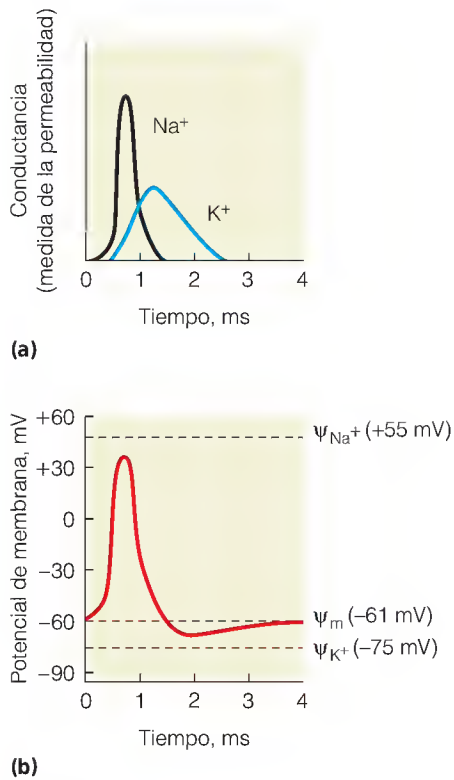 Conductancia
(medida de la permeabilidad)
Na+
K+
0 1 2 3 4
Tiempo, ms
(a)
Potencial de membrana, mV
+60
+30
0
−30
−60
−90
ΨNa+ (+55 mV)
Ψm (−61 mV)
ΨK+ (−75 mV)
0 1 2 3 4
Tiempo, ms
(b)